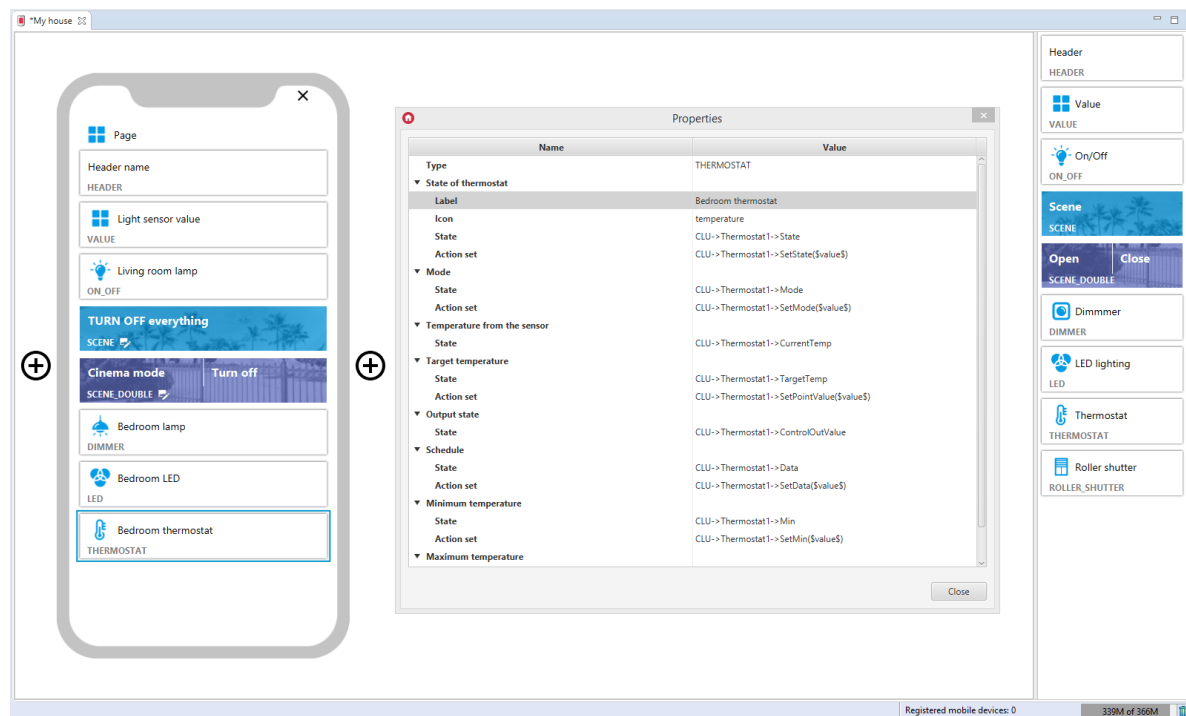 *My house
Page
Header name
HEADER
Light sensor value
VALUE
Living room lamp
ON_OFF
TURN OFF everything
SCENE
Cinema mode Turn off
SCENE_DOUBLE
Bedroom lamp
DIMMER
Bedroom LED
LED
Bedroom thermostat
THERMOSTAT
Properties
Name Value
Type THERMOSTAT
State of thermostat
Label Bedroom thermostat
Icon temperature
State CLU->Thermostat1->State
Action set CLU->Thermostat1->SetState($value$)
Mode
State CLU->Thermostat1->Mode
Action set CLU->Thermostat1->SetMode($value$)
Temperature from the sensor
State CLU->Thermostat1->CurrentTemp
Target temperature
State CLU->Thermostat1->TargetTemp
Action set CLU->Thermostat1->SetPointValue($value$)
Output state
State CLU->Thermostat1->ControlOutValue
Schedule
State CLU->Thermostat1->Data
Action set CLU->Thermostat1->SetData($value$)
Minimum temperature
State CLU->Thermostat1->Min
Action set CLU->Thermostat1->SetMin($value$)
Maximum temperature
Close
Header
HEADER
Value
VALUE
On/Off
ON_OFF
Scene
SCENE
Open Close
SCENE_DOUBLE
Dimmmer
DIMMER
LED lighting
LED
Thermostat
THERMOSTAT
Roller shutter
ROLLER_SHUTTER
Registered mobile devices: 0
339M of 366M